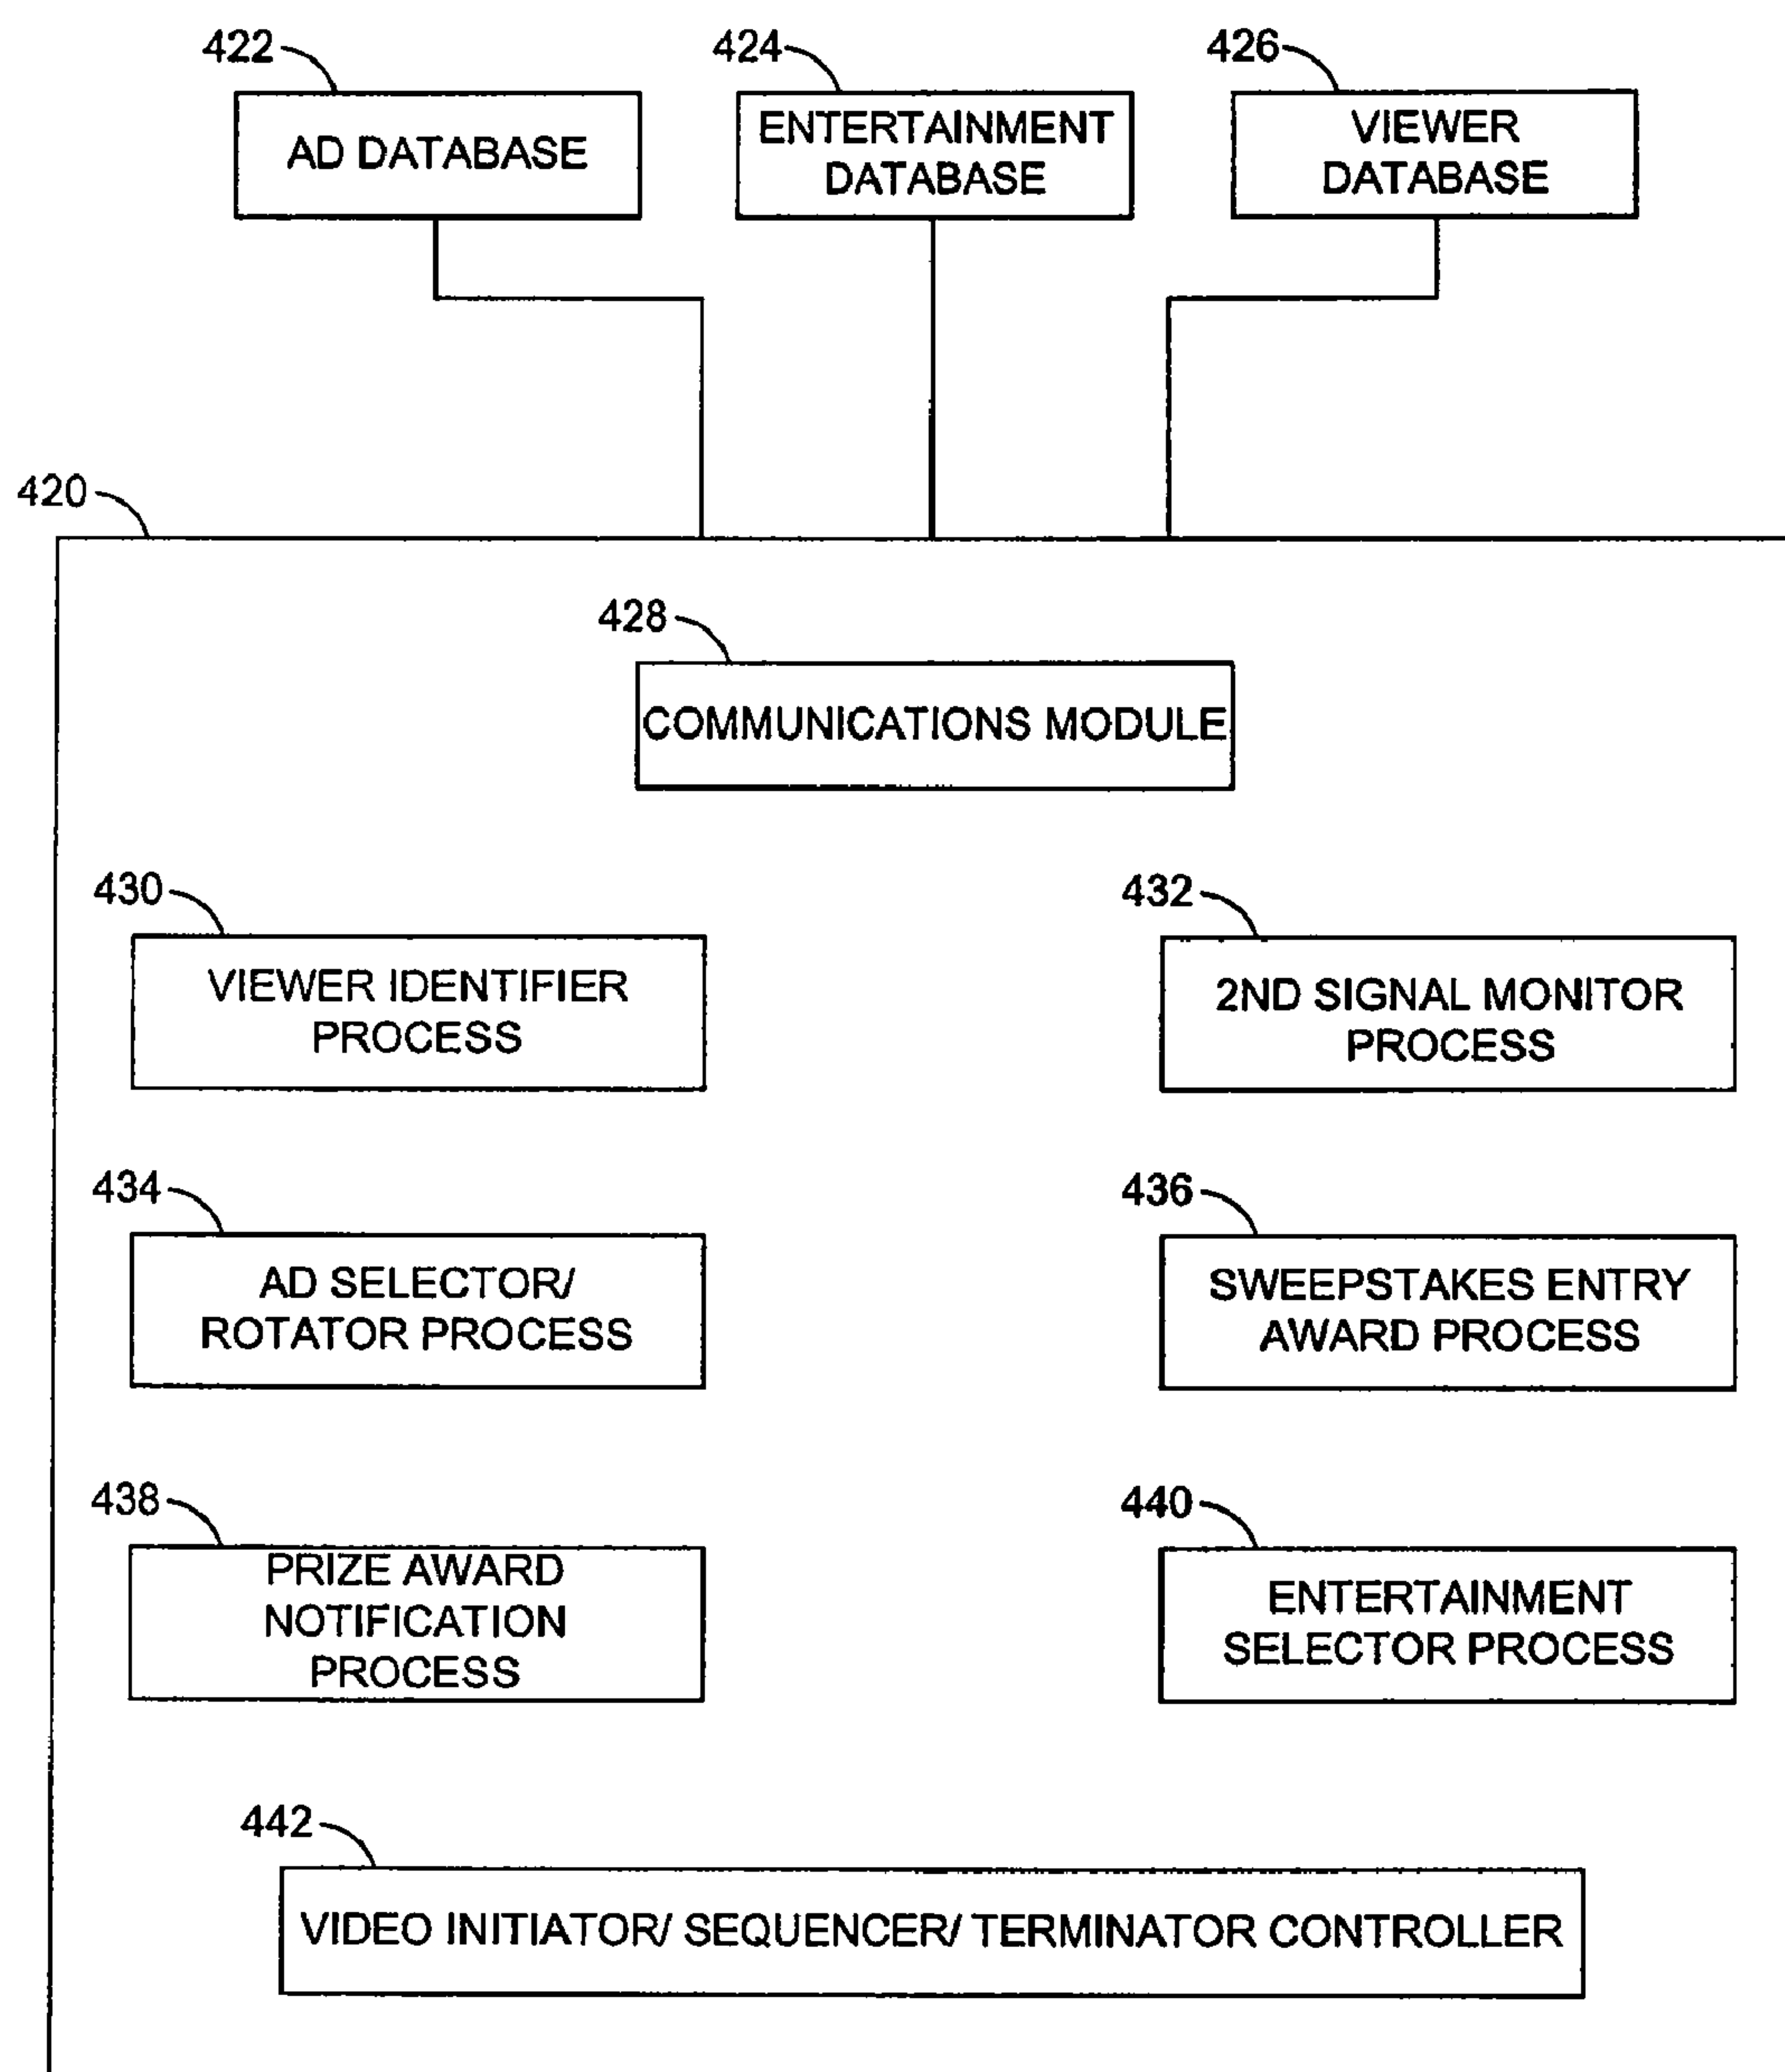 422
424
426
AD DATABASE
ENTERTAINMENT
DATABASE
VIEWER
DATABASE
420
428
COMMUNICATIONS MODULE
430
432
VIEWER IDENTIFIER
PROCESS
2ND SIGNAL MONITOR
PROCESS
434
436
AD SELECTOR/
ROTATOR PROCESS
SWEEPSTAKES ENTRY
AWARD PROCESS
438
440
PRIZE AWARD
NOTIFICATION
PROCESS
ENTERTAINMENT
SELECTOR PROCESS
442
VIDEO INITIATOR/ SEQUENCER/ TERMINATOR CONTROLLER